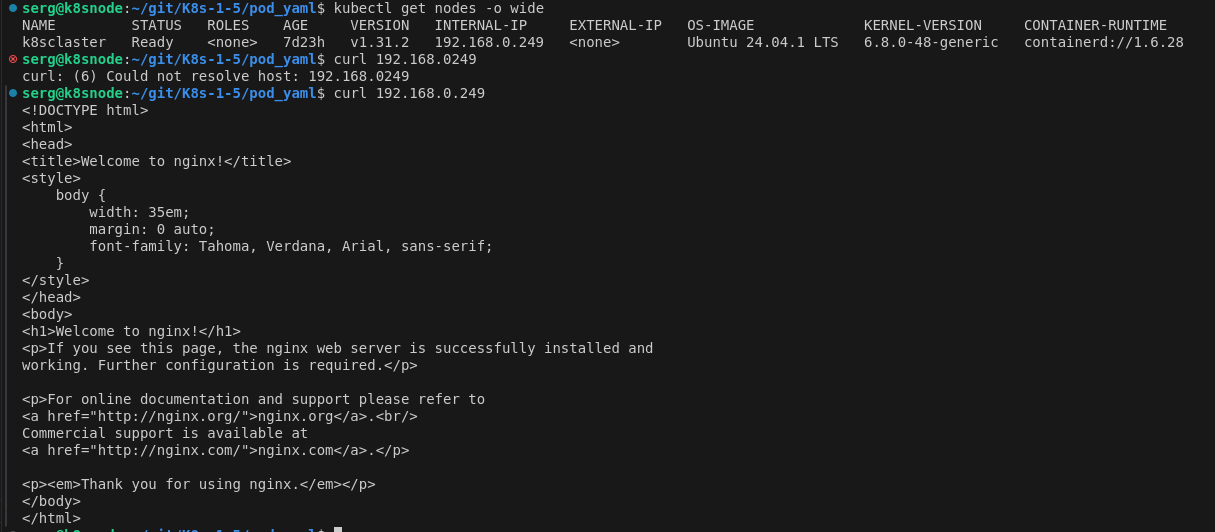 serg@k8snode:~/git/K8s-1-5/pod_yaml$ kubectl get nodes -o wide
NAME         STATUS   ROLES    AGE     VERSION   INTERNAL-IP     EXTERNAL-IP   OS-IMAGE             KERNEL-VERSION     CONTAINER-RUNTIME
k8sclaster   Ready    <none>   7d23h   v1.31.2   192.168.0.249   <none>        Ubuntu 24.04.1 LTS   6.8.0-48-generic   containerd://1.6.28
serg@k8snode:~/git/K8s-1-5/pod_yaml$ curl 192.168.0249
curl: (6) Could not resolve host: 192.168.0249
serg@k8snode:~/git/K8s-1-5/pod_yaml$ curl 192.168.0.249
<!DOCTYPE html>
<html>
<head>
<title>Welcome to nginx!</title>
<style>
    body {
        width: 35em;
        margin: 0 auto;
        font-family: Tahoma, Verdana, Arial, sans-serif;
    }
</style>
</head>
<body>
<h1>Welcome to nginx!</h1>
<p>If you see this page, the nginx web server is successfully installed and
working. Further configuration is required.</p>

<p>For online documentation and support please refer to
<a href="http://nginx.org/">nginx.org</a>.<br/>
Commercial support is available at
<a href="http://nginx.com/">nginx.com</a>.</p>

<p><em>Thank you for using nginx.</em></p>
</body>
</html>
serg@k8snode:~/git/K8s-1-5/pod_yaml$